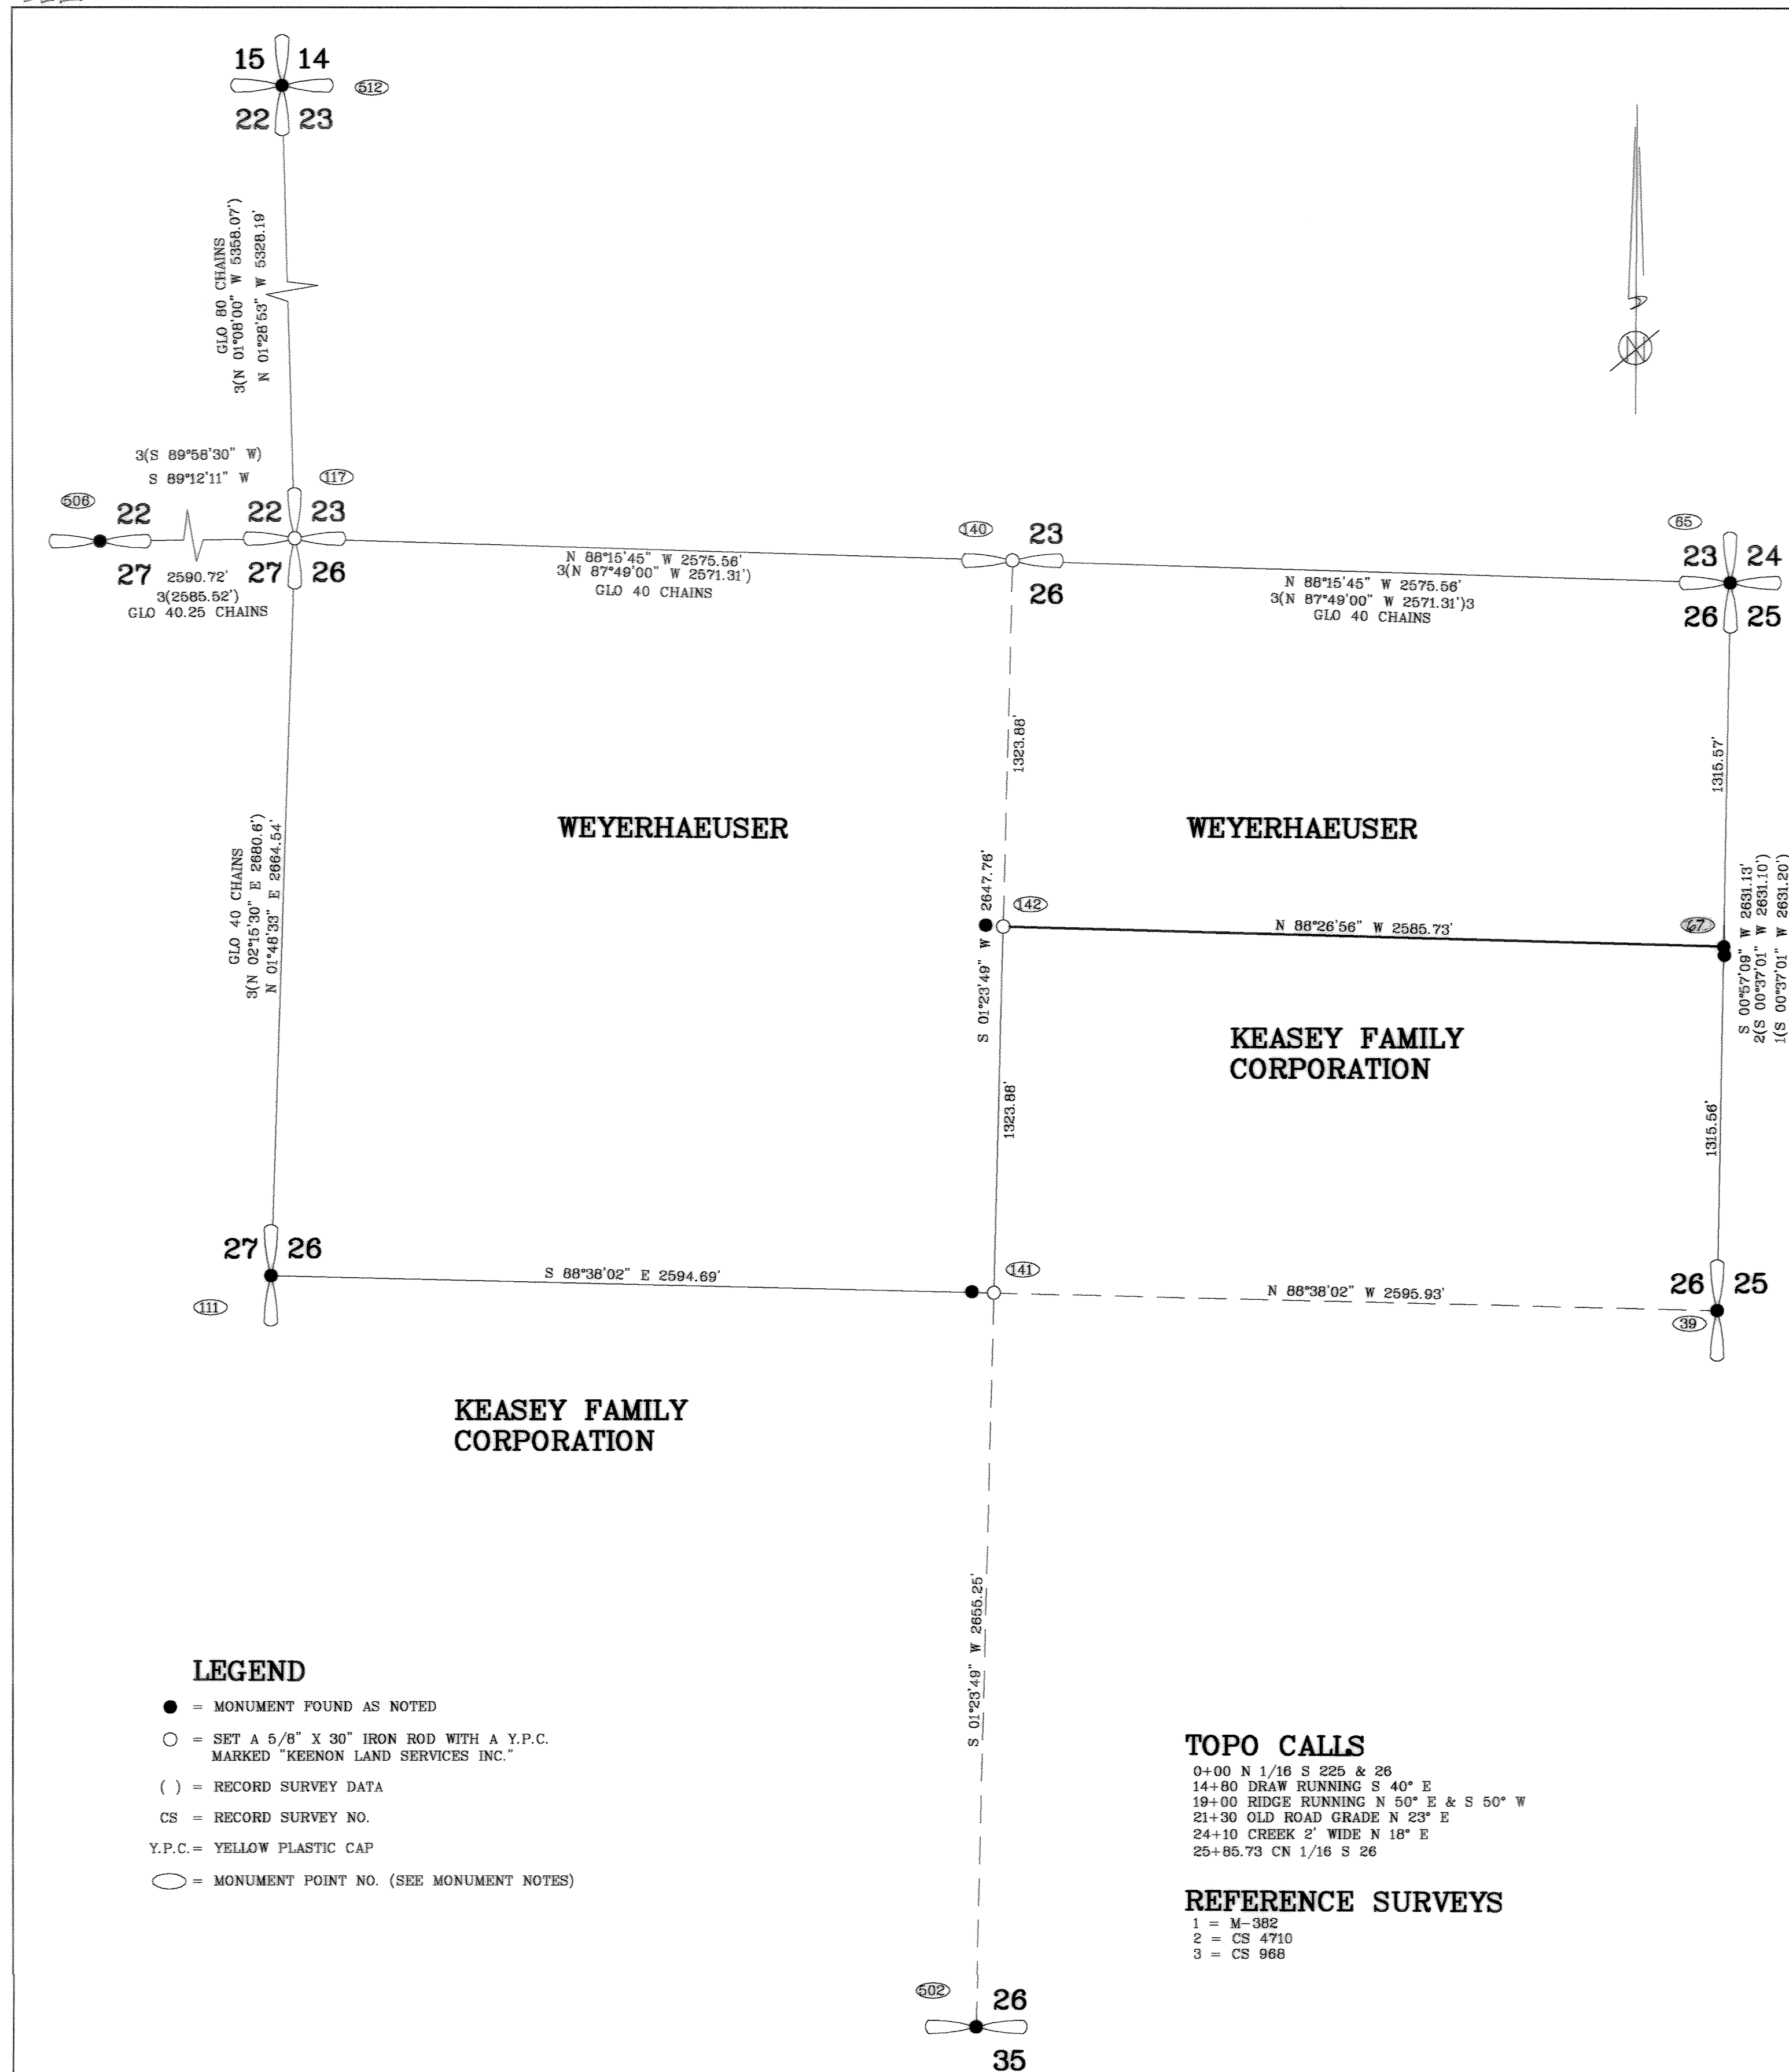 15 14
512
22 23
GLO 80 CHAINS
3(N 01°08'00" W 5358.07')
N 01°28'53" W 5328.19'
3(S 89°58'30" W)
S 89°12'11" W
117
506
22
22 23
27
2590.72'
27 26
3(2585.52')
GLO 40.25 CHAINS
140
23
26
N 88°15'45" W 2575.56'
3(N 87°49'00" W 2571.31')
GLO 40 CHAINS
65
23 24
N 88°15'45" W 2575.56'
3(N 87°49'00" W 2571.31')3
GLO 40 CHAINS
26 25
1323.88'
1315.57'
WEYERHAEUSER
WEYERHAEUSER
GLO 40 CHAINS
3(N 02°15'30" E 2680.6')
N 01°48'33" E 2664.54'
S 01°23'49" W 2647.76'
142
N 88°26'56" W 2585.73'
67
S 00°57'09" W 2631.13'
2(S 00°37'01" W 2631.10')
1(S 00°37'01" W 2631.20')
KEASEY FAMILY
CORPORATION
1323.88'
1315.56'
27 26
S 88°38'02" E 2594.69'
141
N 88°38'02" W 2595.93'
26 25
111
39
KEASEY FAMILY
CORPORATION
S 01°23'49" W 2655.25'
LEGEND
= MONUMENT FOUND AS NOTED
= SET A 5/8" X 30" IRON ROD WITH A Y.P.C.
MARKED "KEENON LAND SERVICES INC."
( ) = RECORD SURVEY DATA
CS = RECORD SURVEY NO.
Y.P.C.= YELLOW PLASTIC CAP
= MONUMENT POINT NO. (SEE MONUMENT NOTES)
TOPO CALLS
0+00 N 1/16 S 225 & 26
14+80 DRAW RUNNING S 40° E
19+00 RIDGE RUNNING N 50° E & S 50° W
21+30 OLD ROAD GRADE N 23° E
24+10 CREEK 2' WIDE N 18° E
25+85.73 CN 1/16 S 26
REFERENCE SURVEYS
1 = M-382
2 = CS 4710
3 = CS 968
502
26
35